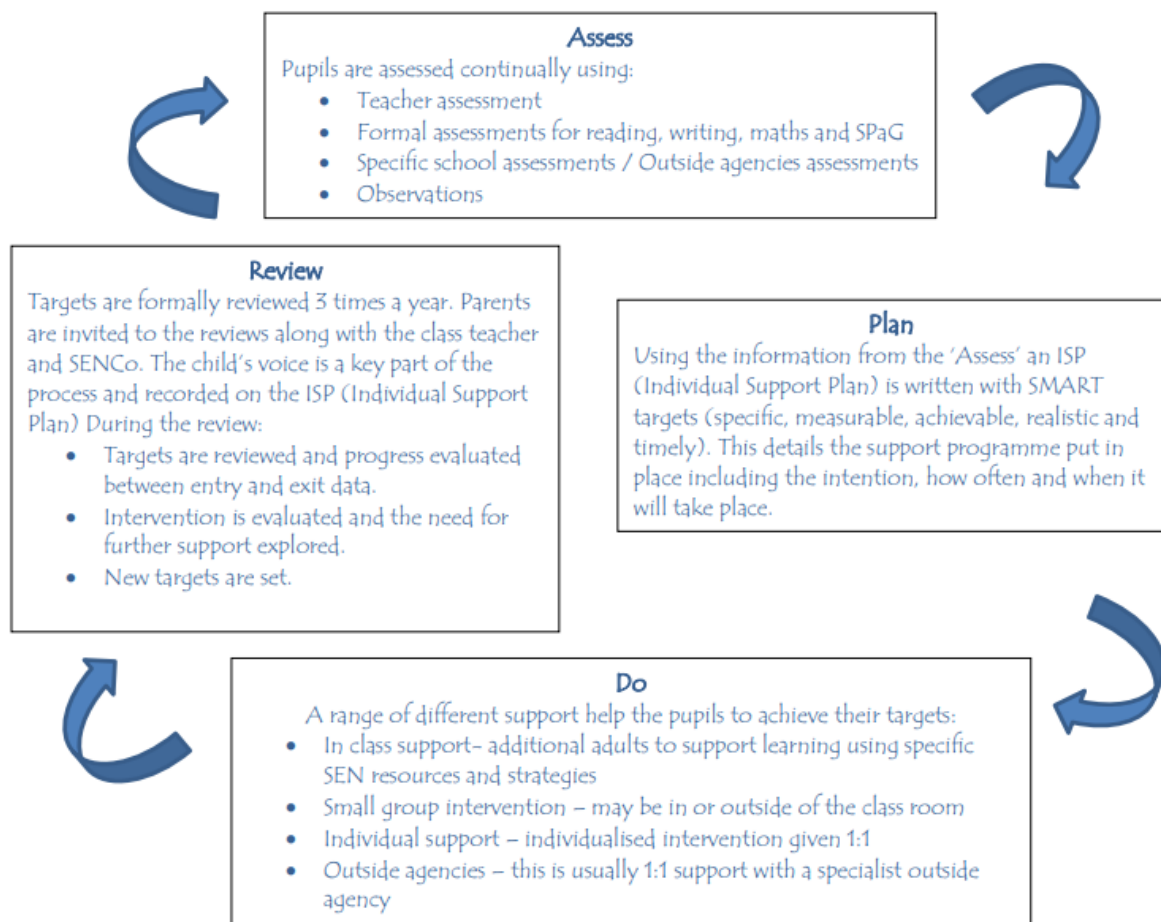 Assess
Pupils are assessed continually using:
• Teacher assessment
• Formal assessments for reading, writing, maths and SPaG
• Specific school assessments / Outside agencies assessments
• Observations
Plan
Using the information from the ‘Assess’ an ISP
(Individual Support Plan) is written with SMART
targets (specific, measurable, achievable, realistic and
timely). This details the support programme put in
place including the intention, how often and when it
will take place.
Do
A range of different support help the pupils to achieve their targets:
• In class support- additional adults to support learning using specific
SEN resources and strategies
• Small group intervention – may be in or outside of the class room
• Individual support – individualised intervention given 1:1
• Outside agencies – this is usually 1:1 support with a specialist outside
agency
Review
Targets are formally reviewed 3 times a year. Parents
are invited to the reviews along with the class teacher
and SENCo. The child’s voice is a key part of the
process and recorded on the ISP (Individual Support
Plan) During the review:
• Targets are reviewed and progress evaluated
between entry and exit data.
• Intervention is evaluated and the need for
further support explored.
• New targets are set.